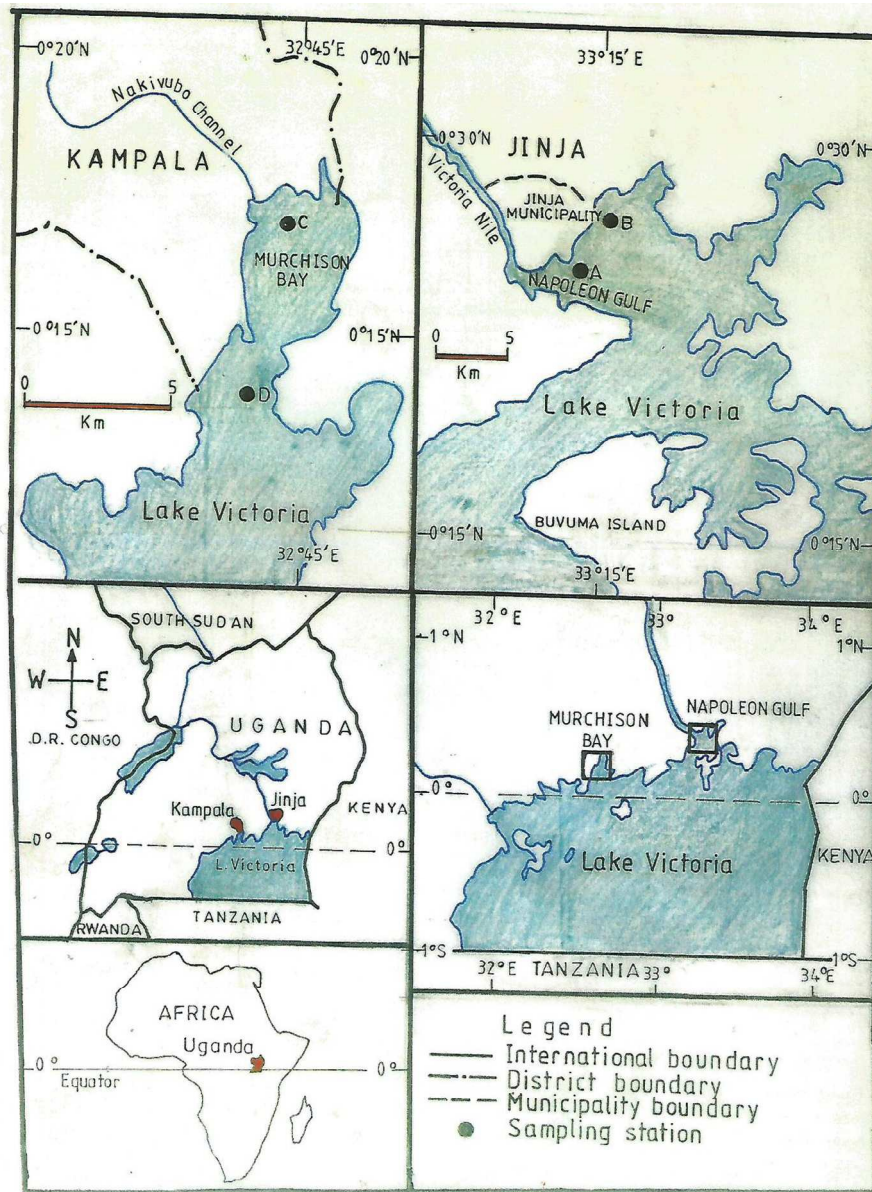 0°20'N
32°45'E
0°20'N
Nakivubo Channel
KAMPALA
C
MURCHISON
BAY
0°15'N
0°15'N
0
5
Km
D
Lake Victoria
32°45'E
33°15'E
0°30'N
JINJA
0°30'N
Victoria Nile
JINJA
MUNICIPALITY
B
A
NAPOLEON GULF
0
5
Km
Lake Victoria
BUVUMA ISLAND
0°15'N
0°15'N
33°15'E
SOUTH SUDAN
N
W
E
S
UGANDA
.D.R. CONGO
Kampala
Jinja
KENYA
0°
0°
L. Victoria
TANZANIA
RWANDA
32°E
33°
34°E
1°N
1°N
MURCHISON
BAY
NAPOLEON GULF
0°
0°
Lake Victoria
KENYA
1°S
1°S
32°E
TANZANIA
33°
34°E
AFRICA
Uganda
0°
0°
Equator
Legend
International boundary
District boundary
Municipality boundary
Sampling station